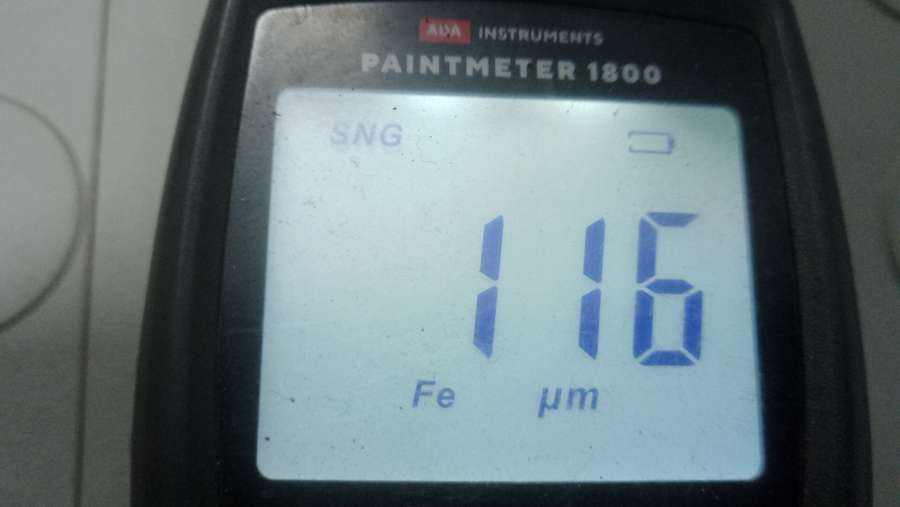 ADA INSTRUMENTS
PAINTMETER 1800
SNG
116
Fe µm